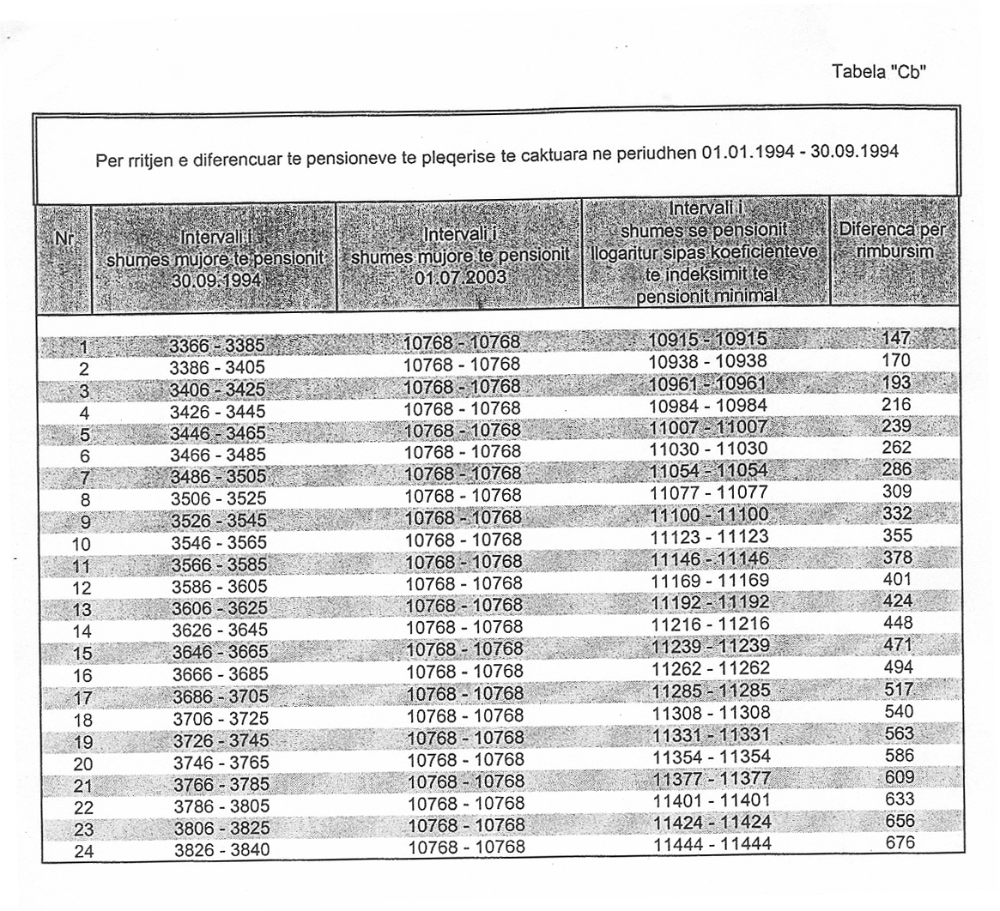 Tabela "Cb"
Per rritjen e diferencuar te pensioneve te pleqerise te caktuara ne periudhen 01.01.1994 - 30.09.1994
Nr
Intervali i
shumes mujore te pensionit
30.09.1994
Intervali i
shumes mujore te pensionit
01.07.2003
Intervali i
shumes se pensionit
llogaritur sipas koeficienteve
te indeksimit te
pensionit minimal
Diferenca per
rimbursim
1 3366 - 3385 10768 - 10768 10915 - 10915 147
2 3386 - 3405 10768 - 10768 10938 - 10938 170
3 3406 - 3425 10768 - 10768 10961 - 10961 193
4 3426 - 3445 10768 - 10768 10984 - 10984 216
5 3446 - 3465 10768 - 10768 11007 - 11007 239
6 3466 - 3485 10768 - 10768 11030 - 11030 262
7 3486 - 3505 10768 - 10768 11054 - 11054 286
8 3506 - 3525 10768 - 10768 11077 - 11077 309
9 3526 - 3545 10768 - 10768 11100 - 11100 332
10 3546 - 3565 10768 - 10768 11123 - 11123 355
11 3566 - 3585 10768 - 10768 11146 - 11146 378
12 3586 - 3605 10768 - 10768 11169 - 11169 401
13 3606 - 3625 10768 - 10768 11192 - 11192 424
14 3626 - 3645 10768 - 10768 11216 - 11216 448
15 3646 - 3665 10768 - 10768 11239 - 11239 471
16 3666 - 3685 10768 - 10768 11262 - 11262 494
17 3686 - 3705 10768 - 10768 11285 - 11285 517
18 3706 - 3725 10768 - 10768 11308 - 11308 540
19 3726 - 3745 10768 - 10768 11331 - 11331 563
20 3746 - 3765 10768 - 10768 11354 - 11354 586
21 3766 - 3785 10768 - 10768 11377 - 11377 609
22 3786 - 3805 10768 - 10768 11401 - 11401 633
23 3806 - 3825 10768 - 10768 11424 - 11424 656
24 3826 - 3840 10768 - 10768 11444 - 11444 676